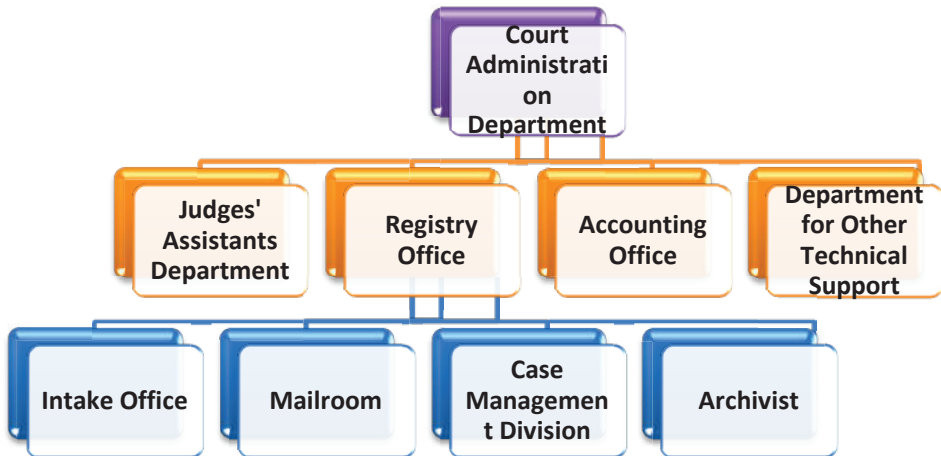 Court
Administrati
on
Department
Judges'
Assistants
Department
Registry
Office
Accounting
Office
Department
for Other
Technical
Support
Intake Office
Mailroom
Case
Managemen
t Division
Archivist